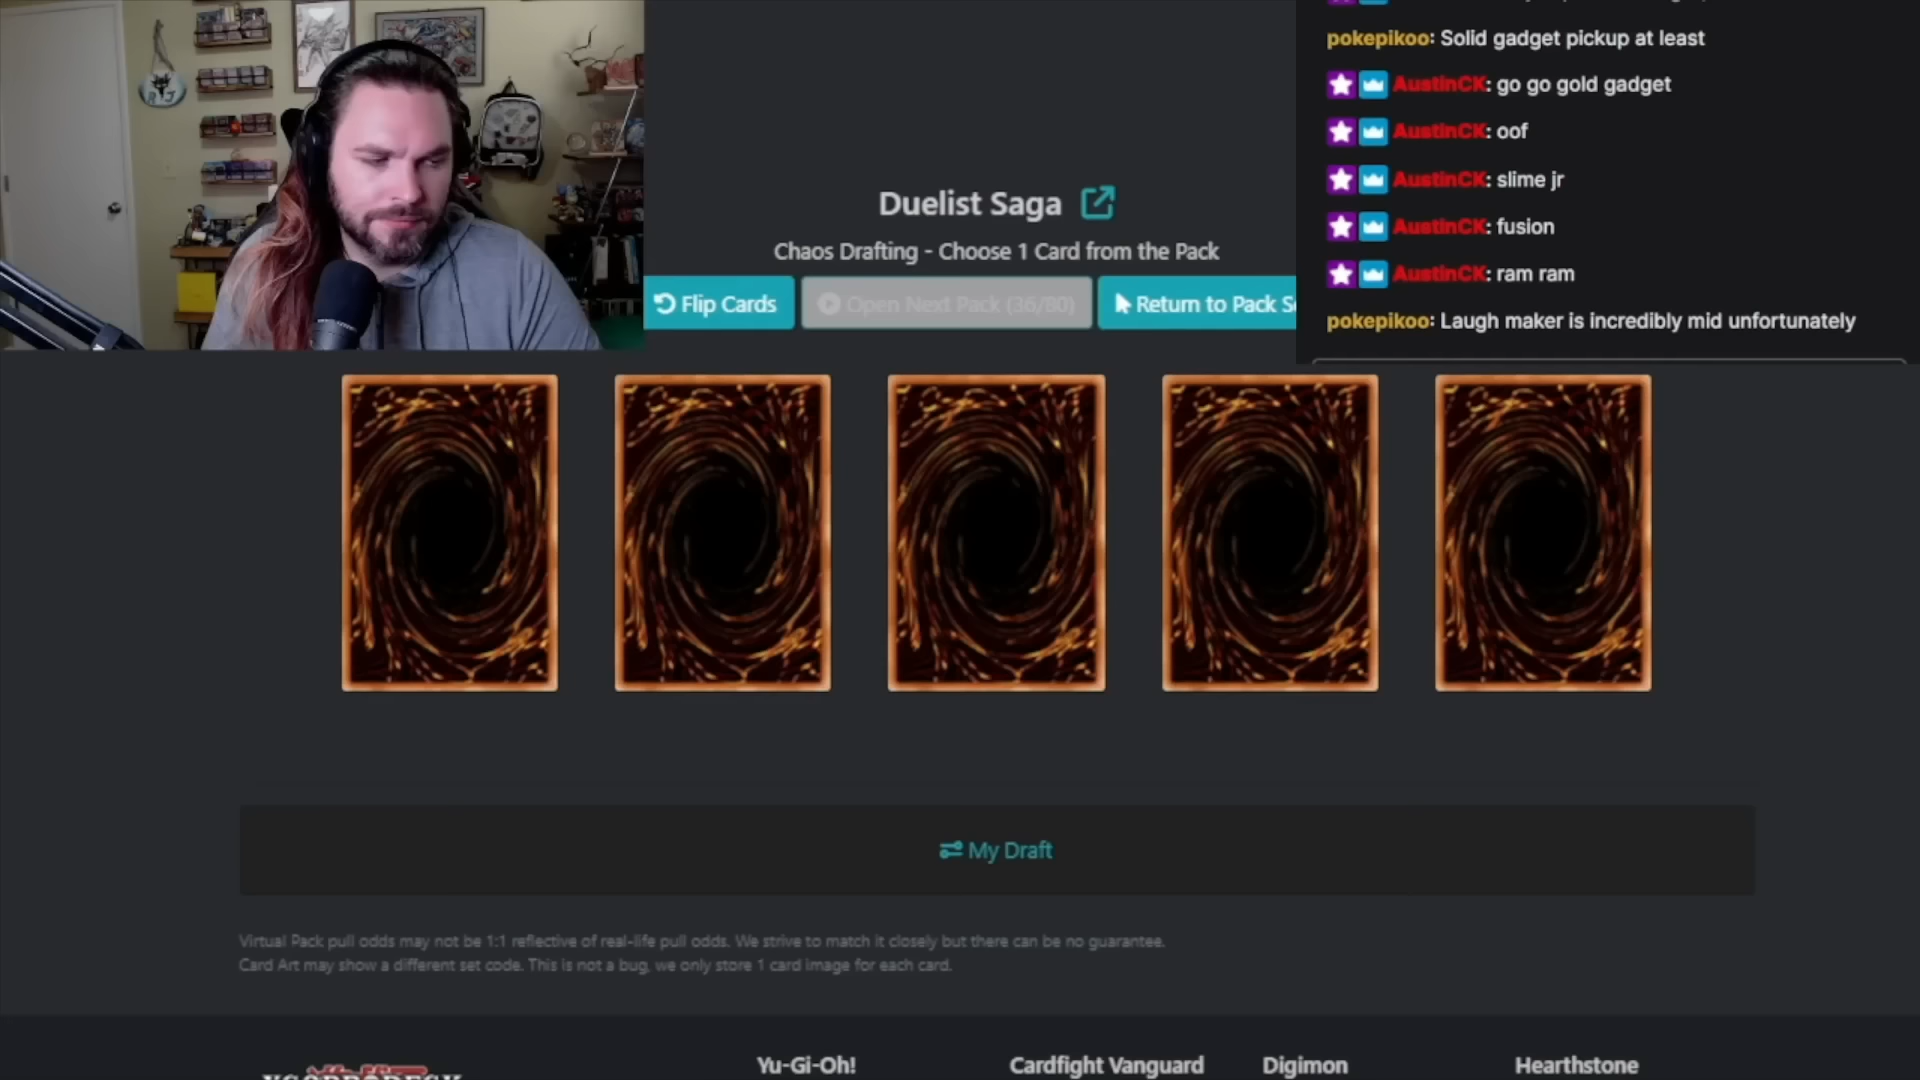 pokepikoo: Solid gadget pickup at least
AustinCK: go go gold gadget
AustinCK: oof
AustinCK: slime jr
AustinCK: fusion
AustinCK: ram ram
pokepikoo: Laugh maker is incredibly mid unfortunately
Duelist Saga
Chaos Drafting - Choose 1 Card from the Pack
Flip Cards
Open Next Pack (36/80)
Return to Pack S
My Draft
Virtual Pack pull odds may not be 1:1 reflective of real-life pull odds. We strive to match it closely but there can be no guarantee.
Card Art may show a different set code. This is not a bug, we only store 1 card image for each card.
Yu-Gi-Oh!
Cardfight Vanguard
Digimon
Hearthstone